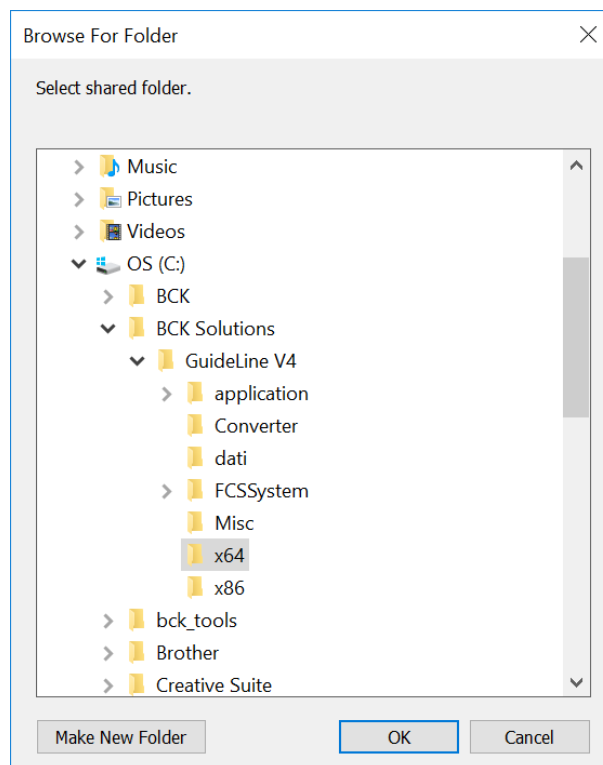 Browse For Folder
Select shared folder.
Music
Pictures
Videos
OS (C:)
BCK
BCK Solutions
GuideLine V4
application
Converter
dati
FCSSystem
Misc
x64
x86
bck_tools
Brother
Creative Suite
Make New Folder OK Cancel